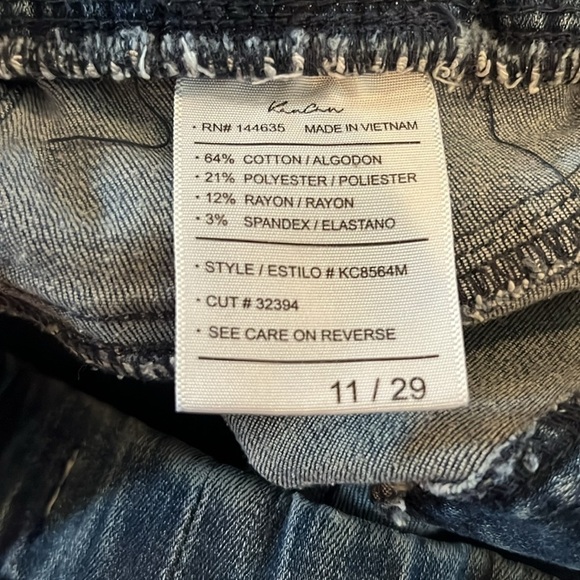 KanCan
• RN# 144635 MADE IN VIETNAM
• 64% COTTON / ALGODON
• 21% POLYESTER / POLIESTER
• 12% RAYON / RAYON
• 3% SPANDEX / ELASTANO
• STYLE / ESTILO # KC8564M
• CUT # 32394
• SEE CARE ON REVERSE
11 / 29